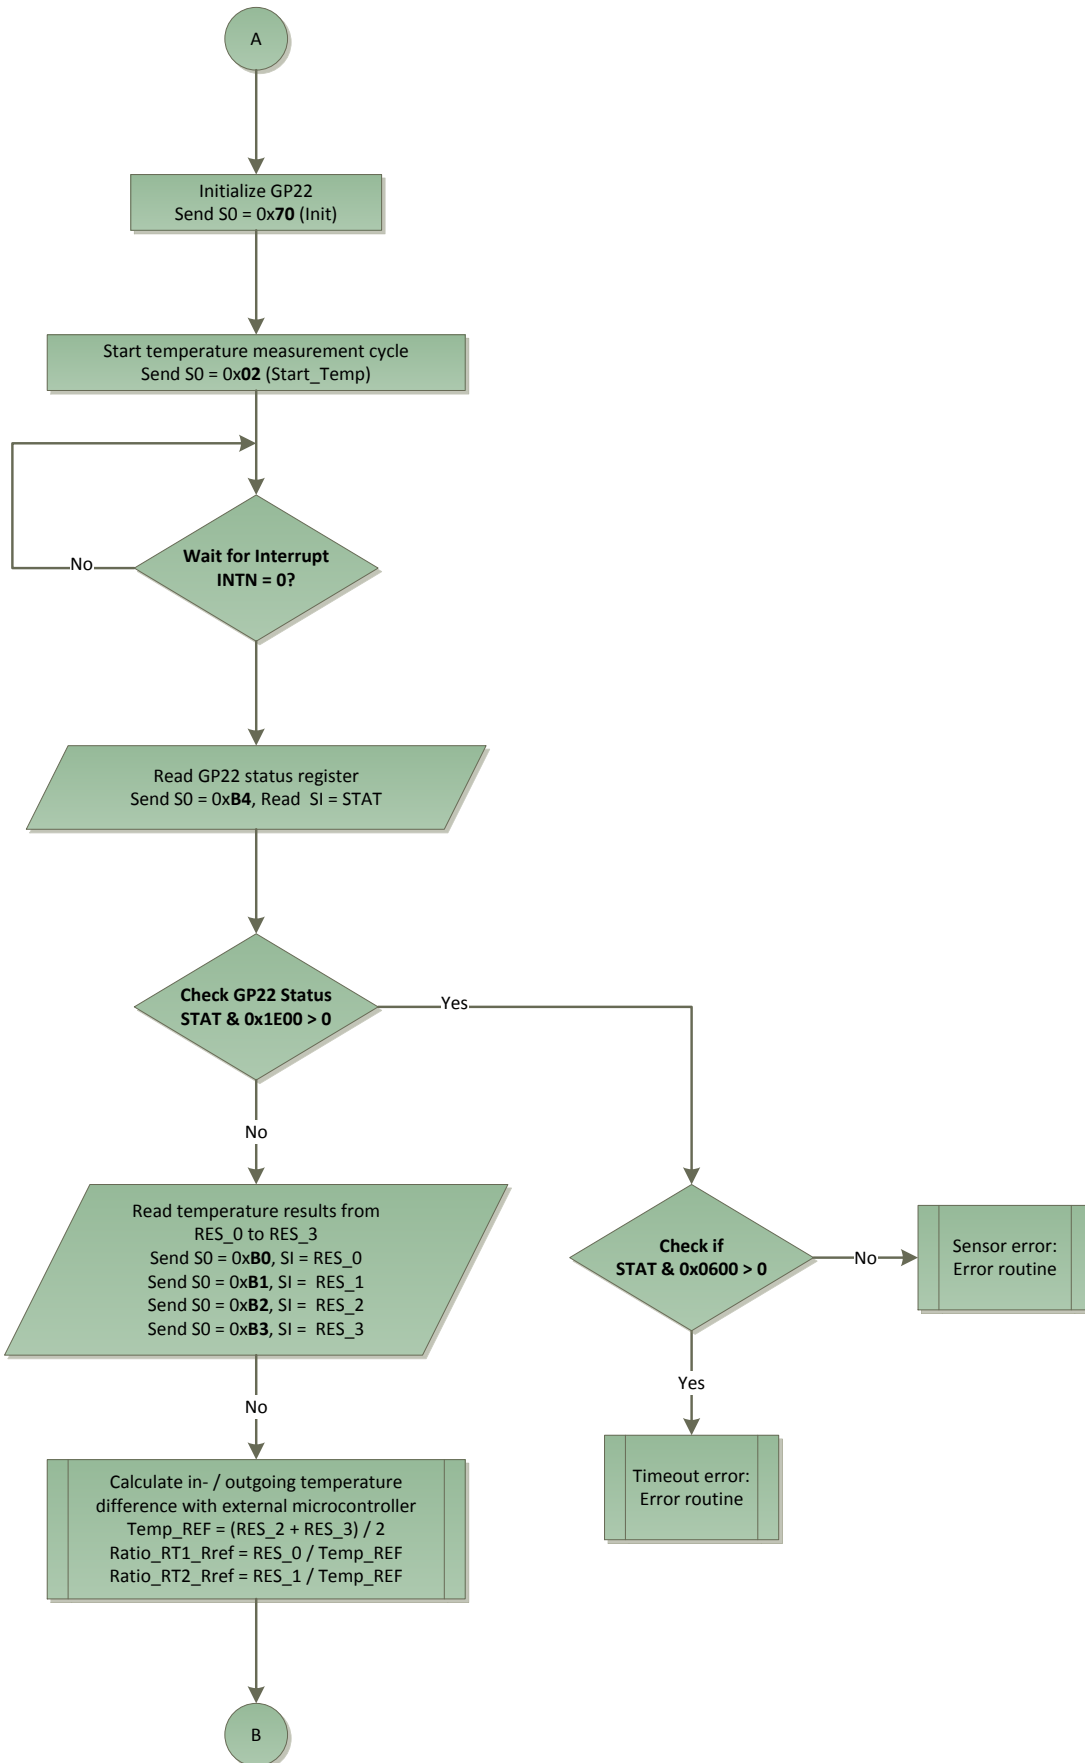 A
Initialize GP22
Send S0 = 0x70 (Init)
Start temperature measurement cycle
Send S0 = 0x02 (Start_Temp)
Wait for Interrupt
INTN = 0?
No
Read GP22 status register
Send S0 = 0xB4, Read  SI = STAT
Check GP22 Status
STAT & 0x1E00 > 0
Yes
No
Read temperature results from
RES_0 to RES_3
Send S0 = 0xB0, SI = RES_0
Send S0 = 0xB1, SI =  RES_1
Send S0 = 0xB2, SI =  RES_2
Send S0 = 0xB3, SI =  RES_3
Check if
STAT & 0x0600 > 0
No
Sensor error:
Error routine
Yes
Timeout error:
Error routine
No
Calculate in- / outgoing temperature
difference with external microcontroller
Temp_REF = (RES_2 + RES_3) / 2
Ratio_RT1_Rref = RES_0 / Temp_REF
Ratio_RT2_Rref = RES_1 / Temp_REF
B